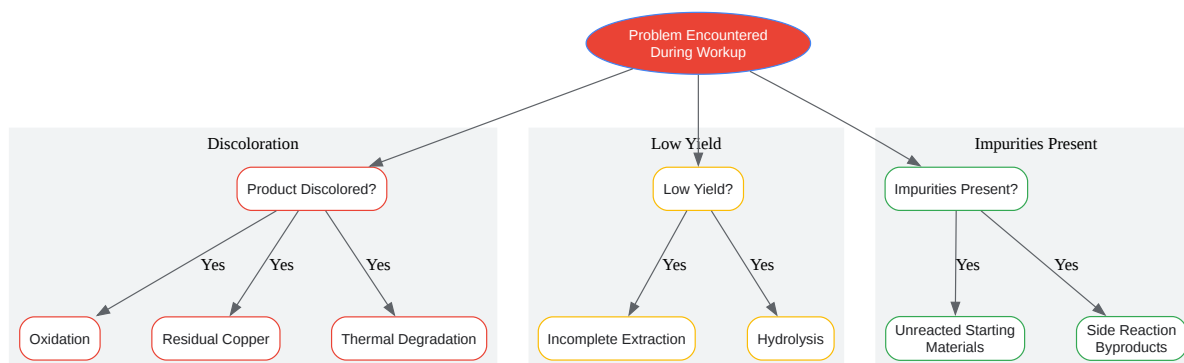 Problem Encountered
During Workup
Discoloration
Low Yield
Impurities Present
Product Discolored?
Low Yield?
Impurities Present?
Yes
Yes
Yes
Yes
Yes
Yes
Yes
Oxidation
Residual Copper
Thermal Degradation
Incomplete Extraction
Hydrolysis
Unreacted Starting
Materials
Side Reaction
Byproducts